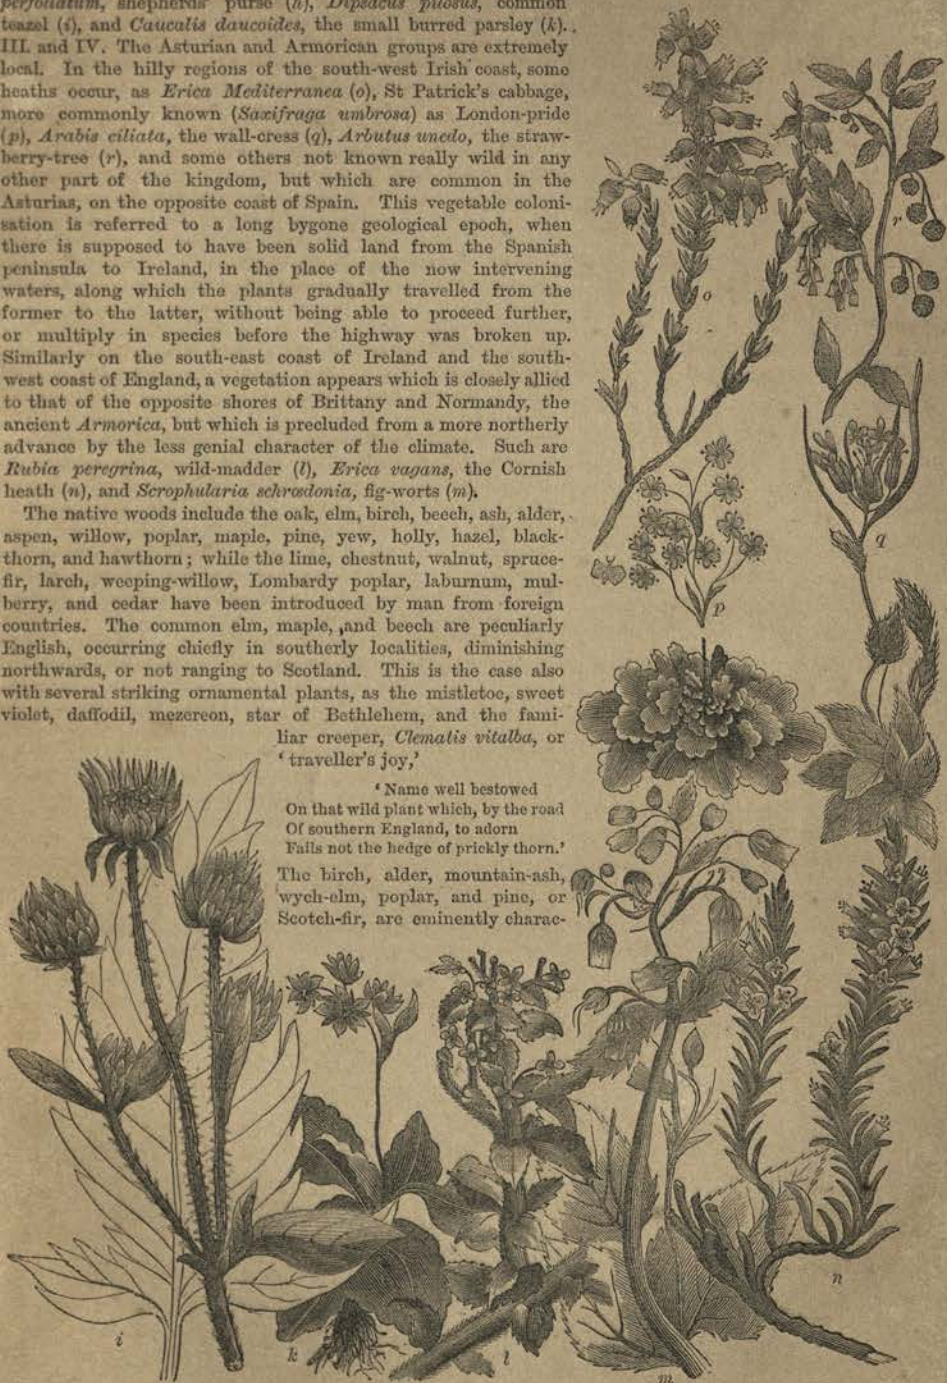 perfoliatum, shepherds' purse (h), Dipsacus pilosus, common
teazel (i), and Caucalis daucoides, the small burred parsley (k).
III. and IV. The Asturian and Armorican groups are extremely
local. In the hilly regions of the south-west Irish coast, some
heaths occur, as Erica Mediterranea (o), St Patrick's cabbage,
more commonly known (Saxifraga umbrosa) as London-pride
(p), Arabis ciliata, the wall-cress (q), Arbutus unedo, the straw-
berry-tree (r), and some others not known really wild in any
other part of the kingdom, but which are common in the
Asturias, on the opposite coast of Spain. This vegetable coloni-
sation is referred to a long bygone geological epoch, when
there is supposed to have been solid land from the Spanish
peninsula to Ireland, in the place of the now intervening
waters, along which the plants gradually travelled from the
former to the latter, without being able to proceed further,
or multiply in species before the highway was broken up.
Similarly on the south-east coast of Ireland and the south-
west coast of England, a vegetation appears which is closely allied
to that of the opposite shores of Brittany and Normandy, the
ancient Armorica, but which is precluded from a more northerly
advance by the less genial character of the climate. Such are
Rubia peregrina, wild-madder (l), Erica vagans, the Cornish
heath (n), and Scrophularia schrœdonia, fig-worts (m).
The native woods include the oak, elm, birch, beech, ash, alder,
aspen, willow, poplar, maple, pine, yew, holly, hazel, black-
thorn, and hawthorn; while the lime, chestnut, walnut, spruce-
fir, larch, weeping-willow, Lombardy poplar, laburnum, mul-
berry, and cedar have been introduced by man from foreign
countries. The common elm, maple, and beech are peculiarly
English, occurring chiefly in southerly localities, diminishing
northwards, or not ranging to Scotland. This is the case also
with several striking ornamental plants, as the mistletoe, sweet
violet, daffodil, mezereon, star of Bethlehem, and the fami-
liar creeper, Clematis vitalba, or
'traveller's joy,'
'Name well bestowed
On that wild plant which, by the road
Of southern England, to adorn
Fails not the hedge of prickly thorn.'
The birch, alder, mountain-ash,
wych-elm, poplar, and pine, or
Scotch-fir, are eminently charac-
r
o
q
p
n
i
k
l
m